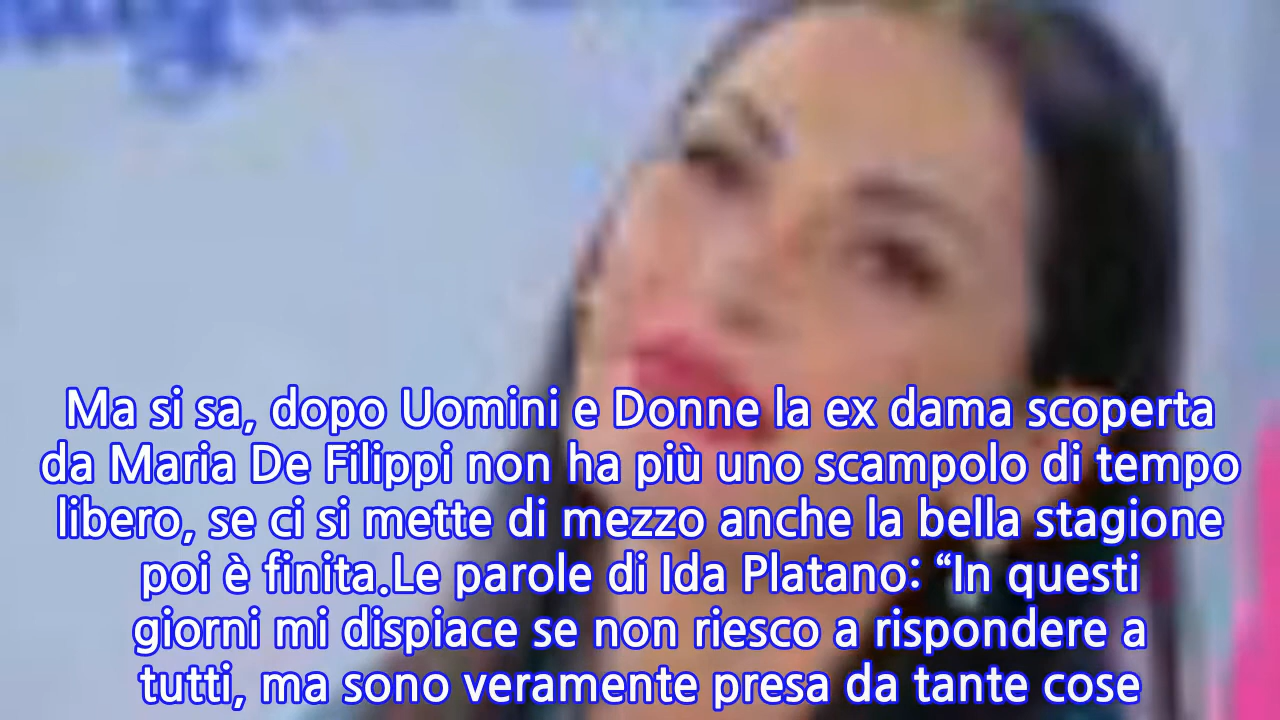 Ma si sa, dopo Uomini e Donne la ex dama scoperta
da Maria De Filippi non ha più uno scampolo di tempo
libero, se ci si mette di mezzo anche la bella stagione
poi è finita.Le parole di Ida Platano: “In questi
giorni mi dispiace se non riesco a rispondere a
tutti, ma sono veramente presa da tante cose